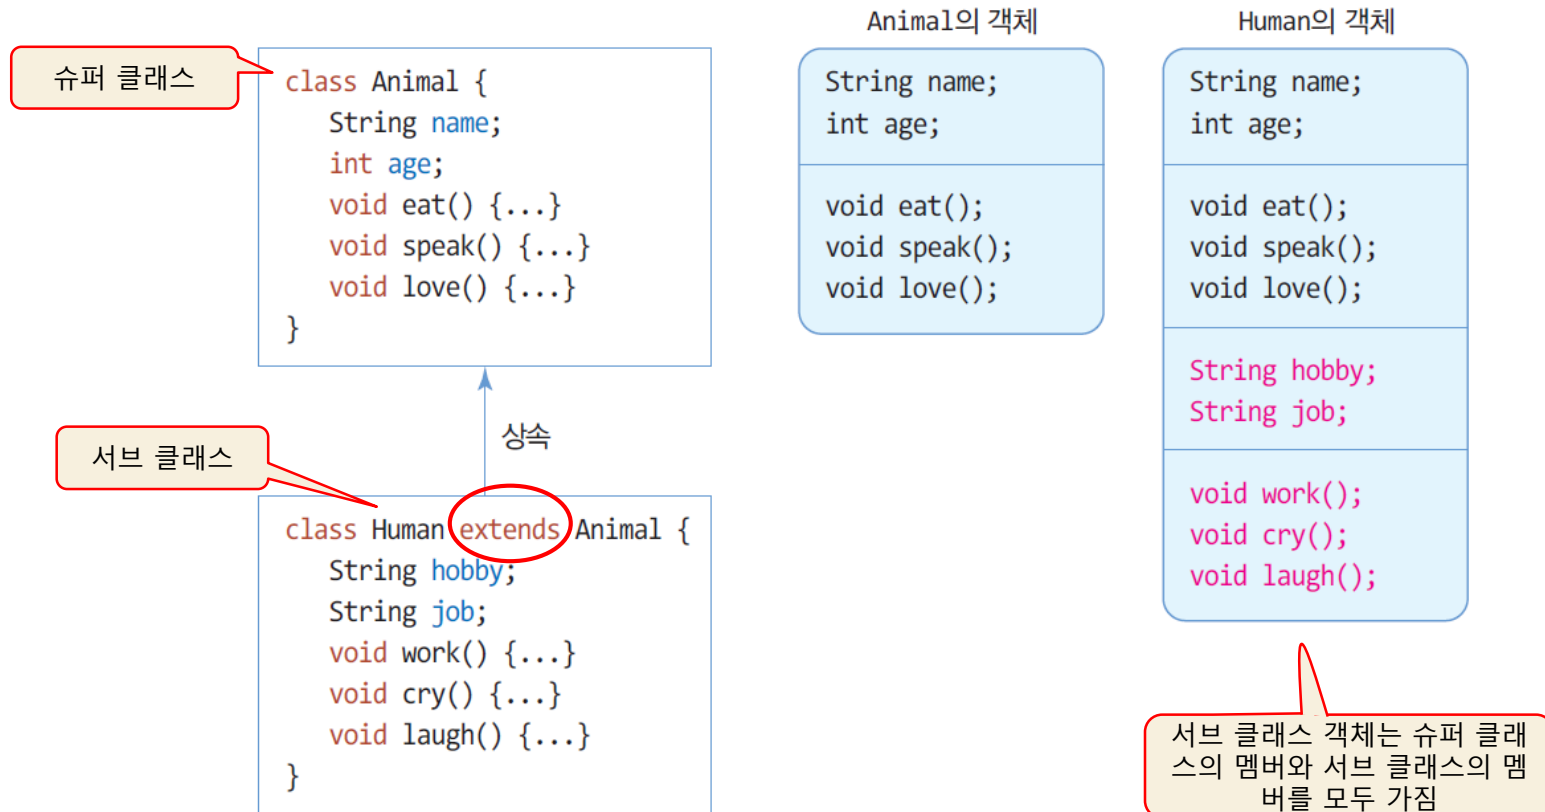 슈퍼 클래스
class Animal {
String name;
int age;
void eat() {...}
void speak() {...}
void love() {...}
}
상속
서브 클래스
class Human extends Animal {
String hobby;
String job;
void work() {...}
void cry() {...}
void laugh() {...}
}
Animal의 객체
String name;
int age;
void eat();
void speak();
void love();
Human의 객체
String name;
int age;
void eat();
void speak();
void love();
String hobby;
String job;
void work();
void cry();
void laugh();
서브 클래스 객체는 슈퍼 클래
스의 멤버와 서브 클래스의 멤
버를 모두 가짐